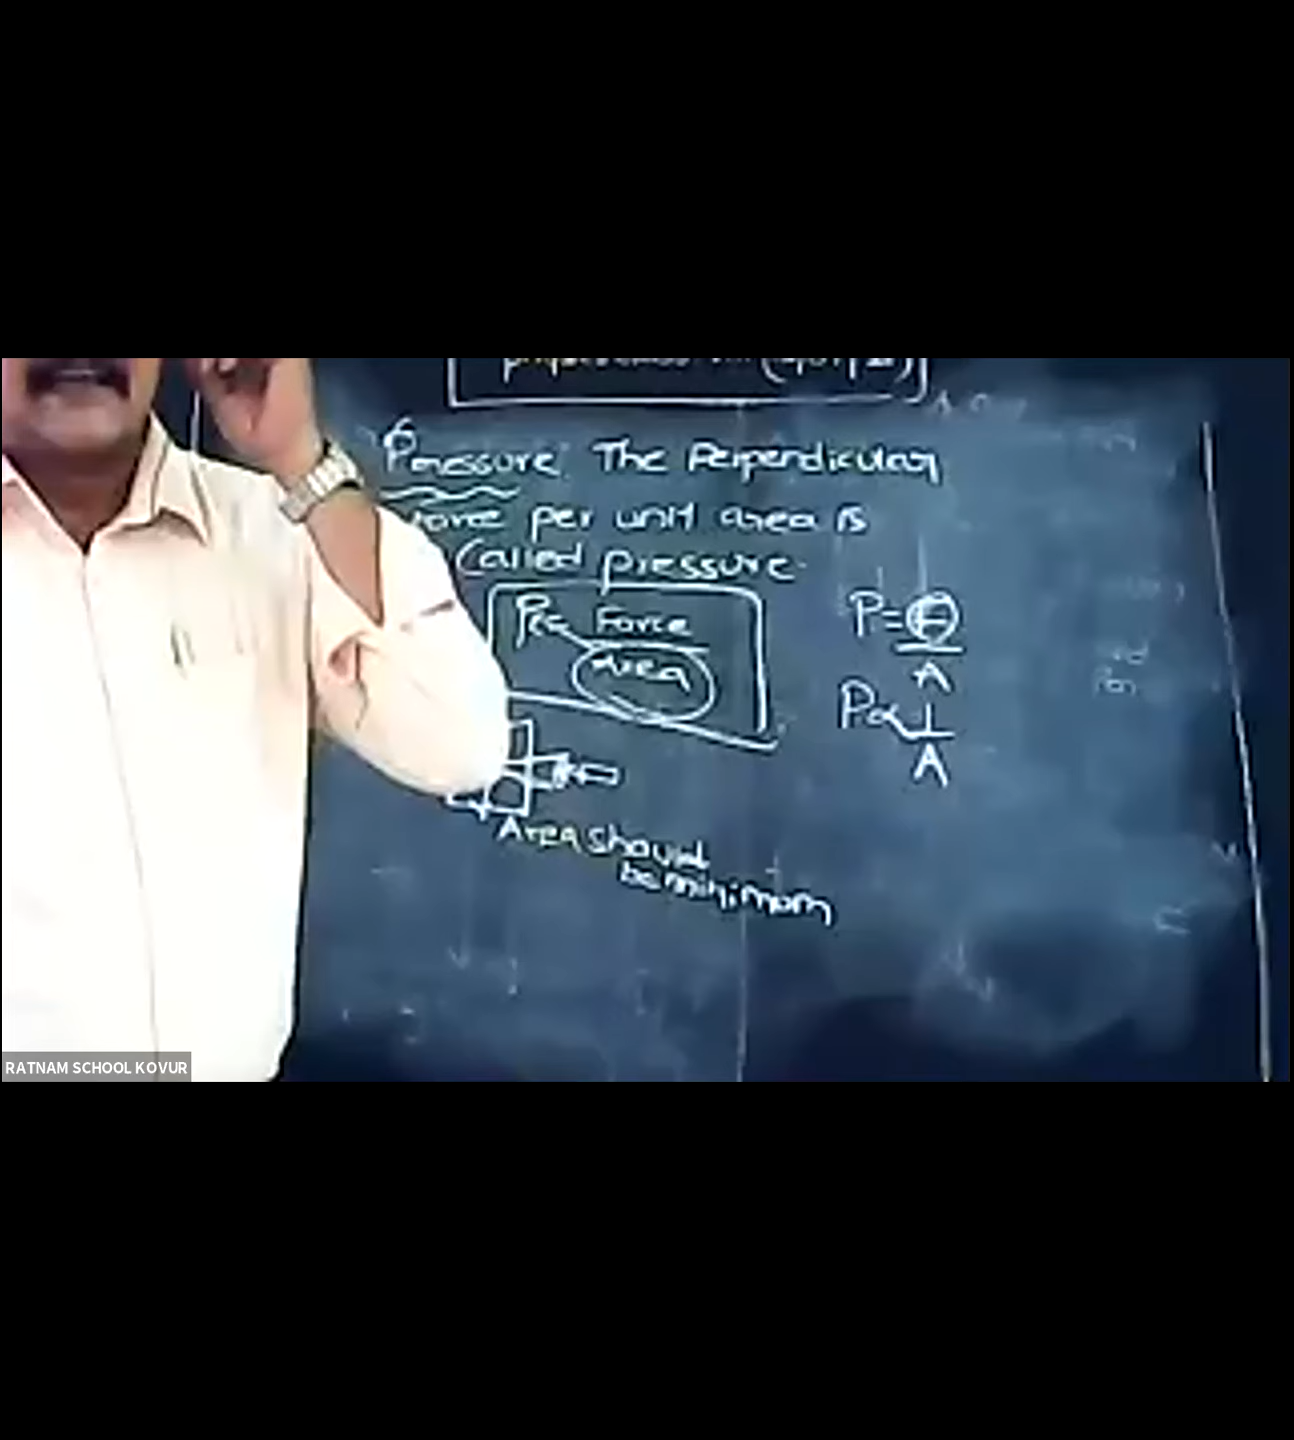 Pressure: The Perpendicular
force per unit area is
Called pressure.
Force
Area
P=F
A
P∝1
A
Area should
be minimum
RATNAM SCHOOL KOVUR